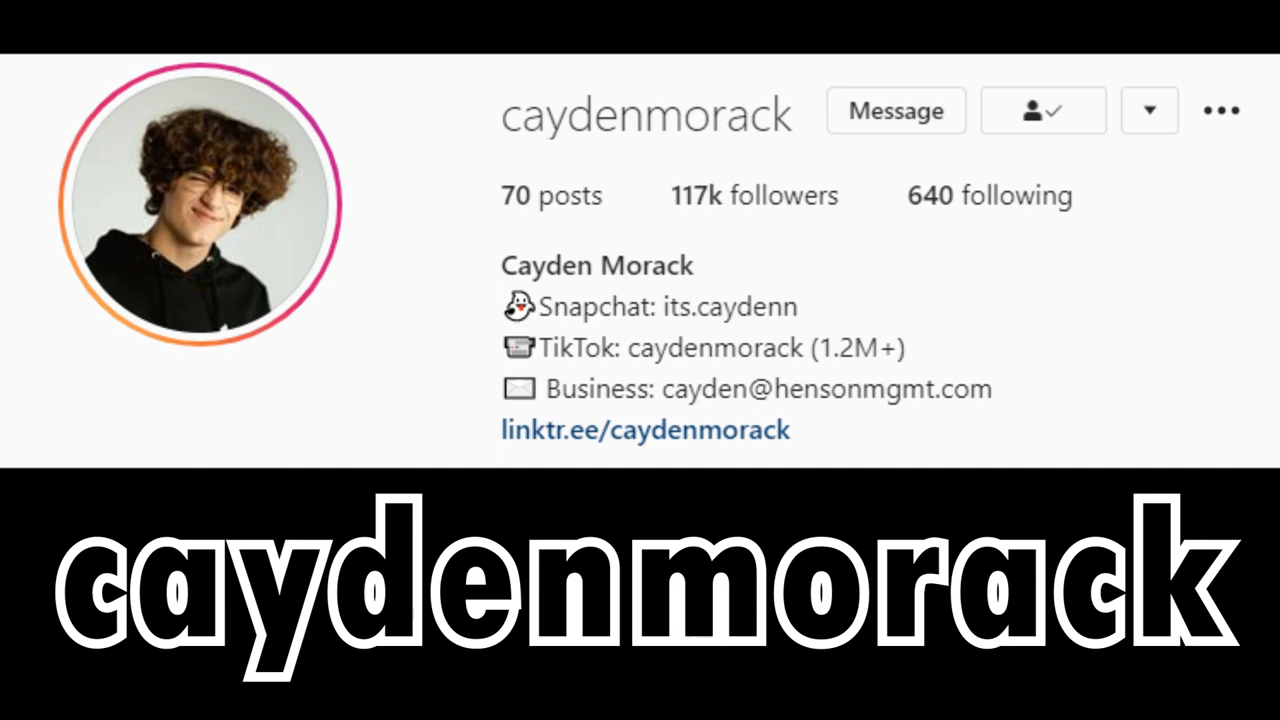 caydenmorack Message
70 posts 117k followers 640 following
Cayden Morack
Snapchat: its.caydenn
TikTok: caydenmorack (1.2M+)
Business: cayden@hensonmgmt.com
linktr.ee/caydenmorack
caydenmorack